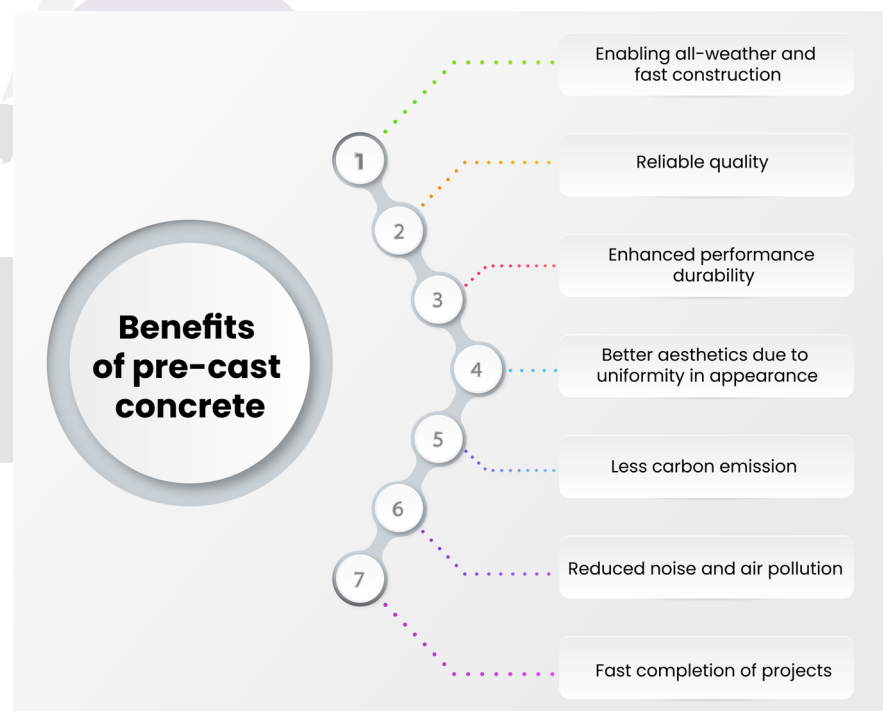 Benefits
of pre-cast
concrete
1
Enabling all-weather and
fast construction
2
Reliable quality
3
Enhanced performance
durability
4
Better aesthetics due to
uniformity in appearance
5
Less carbon emission
6
Reduced noise and air pollution
7
Fast completion of projects